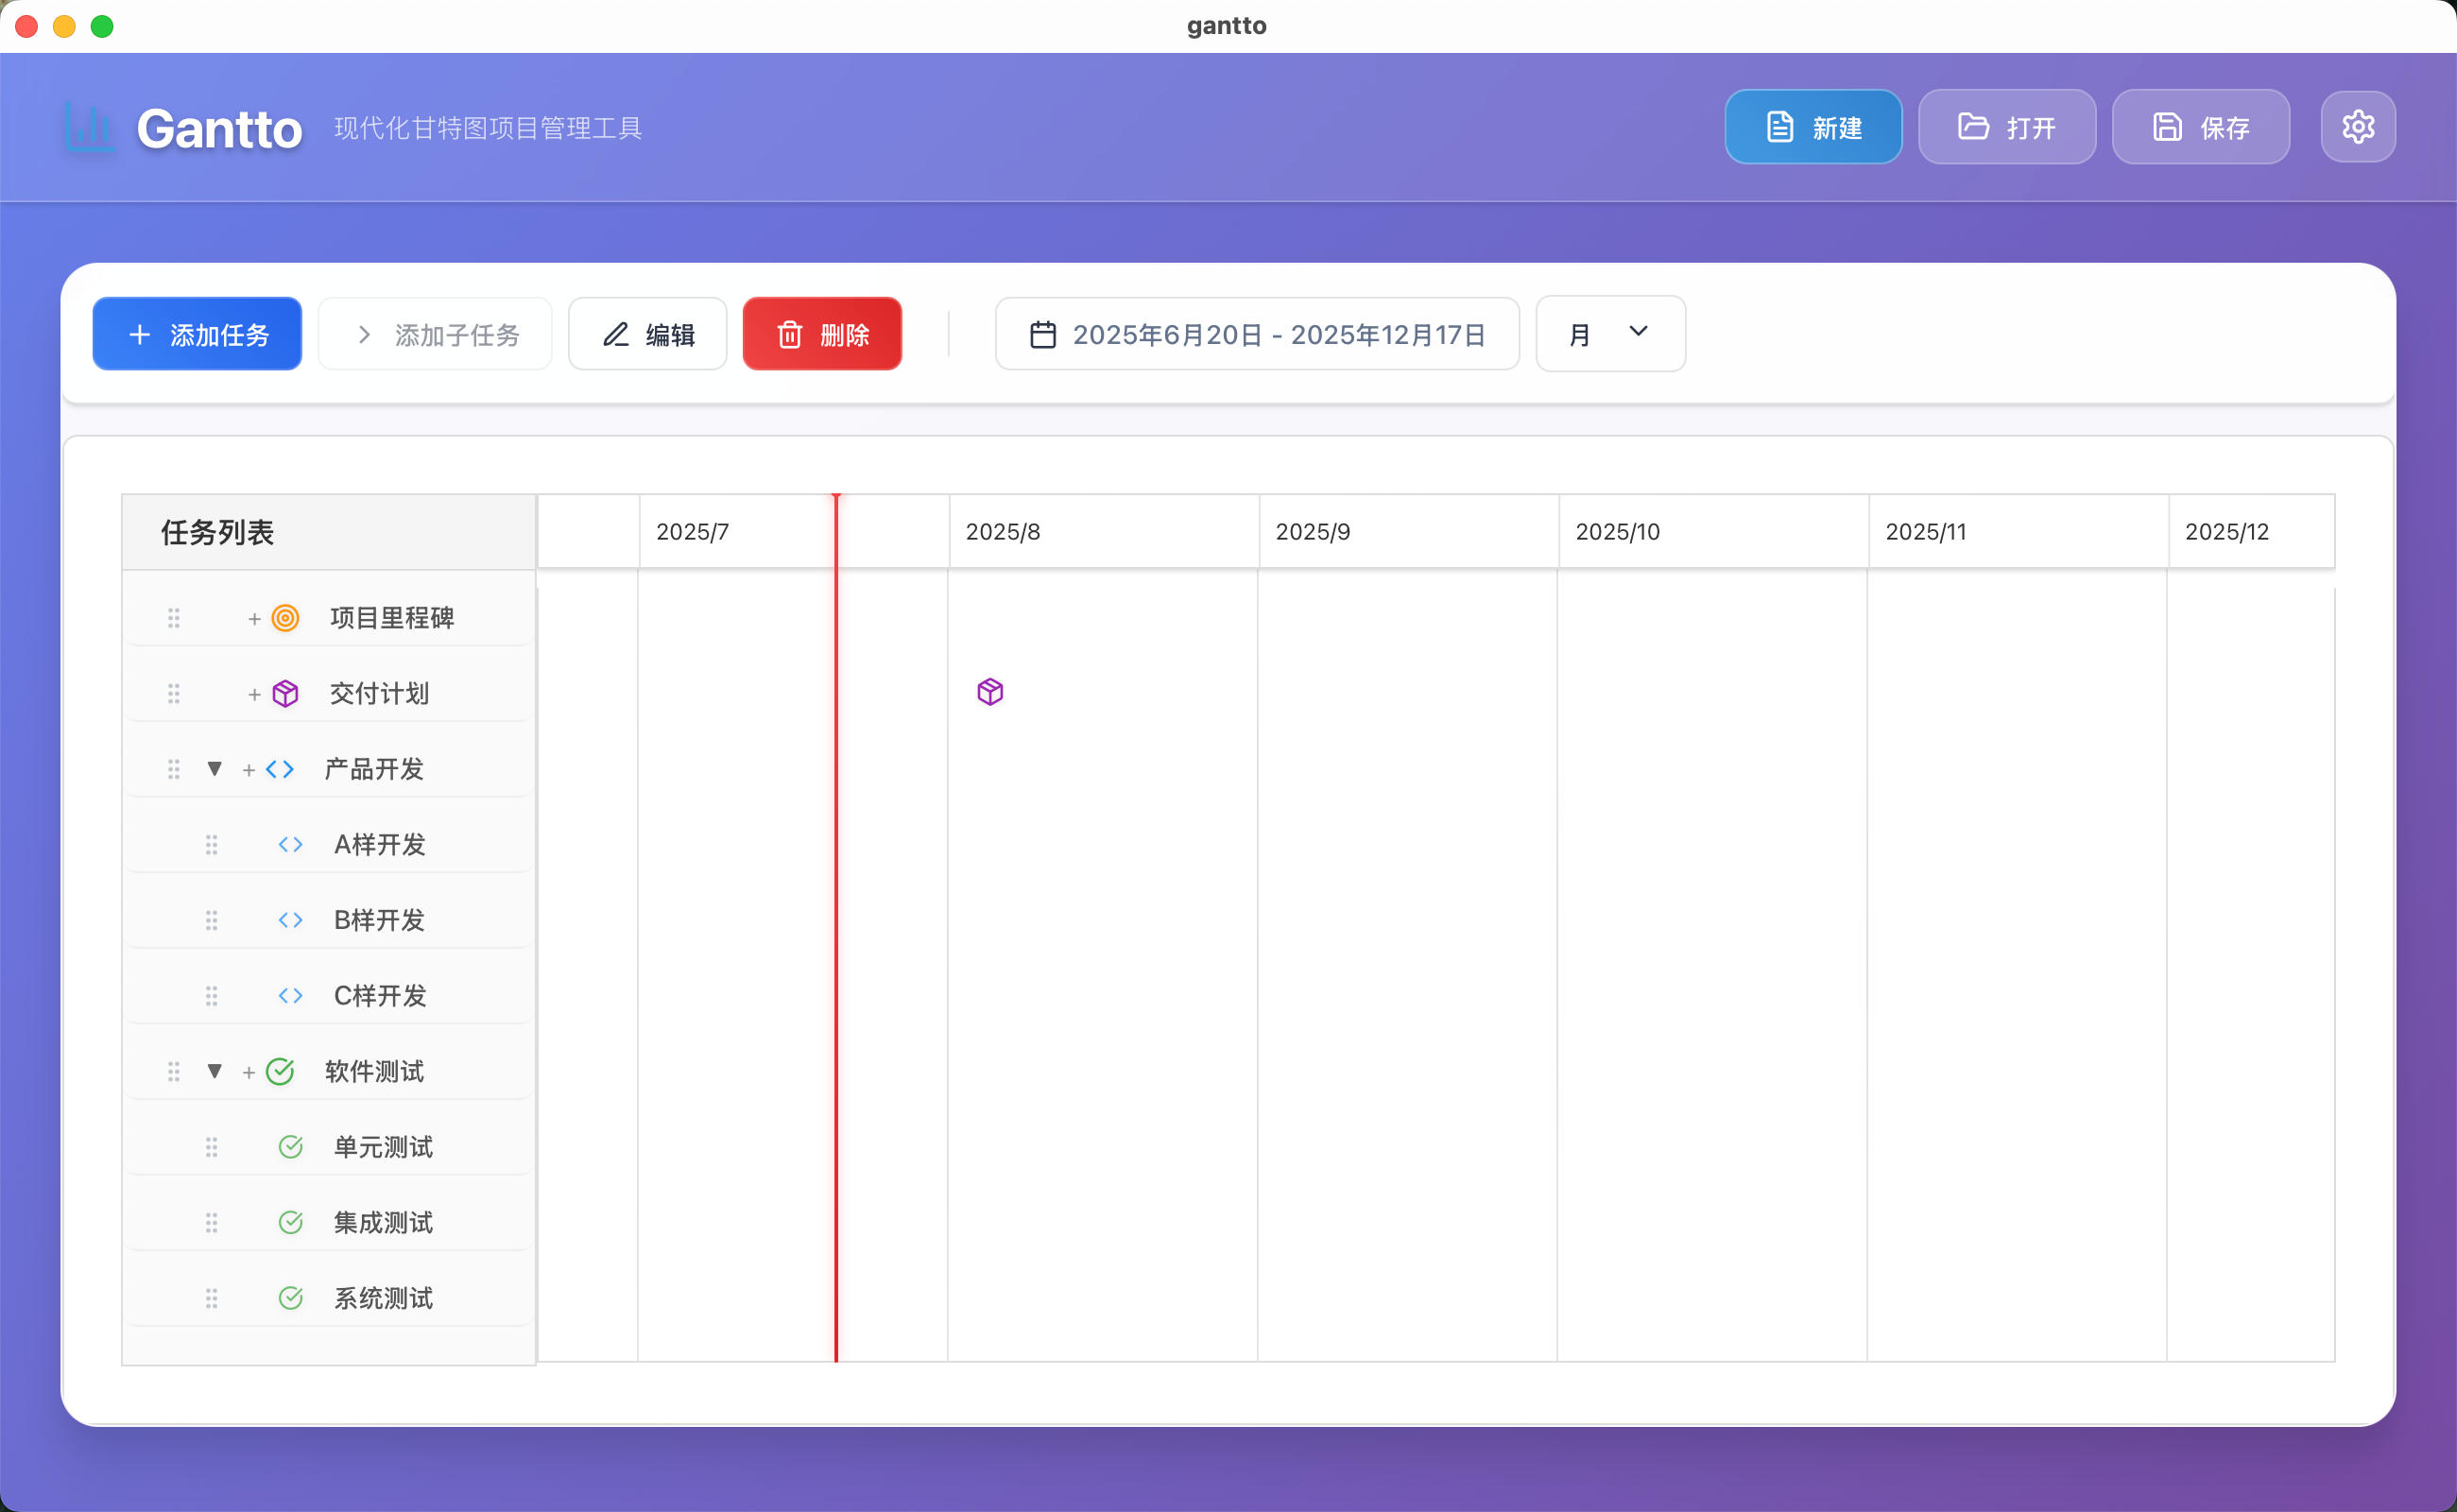 gantto
Gantto 现代化甘特图项目管理工具 新建 打开 保存
添加任务 添加子任务 编辑 删除 2025年6月20日 - 2025年12月17日 月
任务列表 2025/7 2025/8 2025/9 2025/10 2025/11 2025/12
+ 项目里程碑
+ 交付计划
+ 产品开发
A样开发
B样开发
C样开发
+ 软件测试
单元测试
集成测试
系统测试